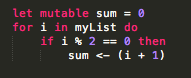 let mutable sum = 0
for i in myList do
    if i % 2 == 0 then
        sum <- (i + 1)